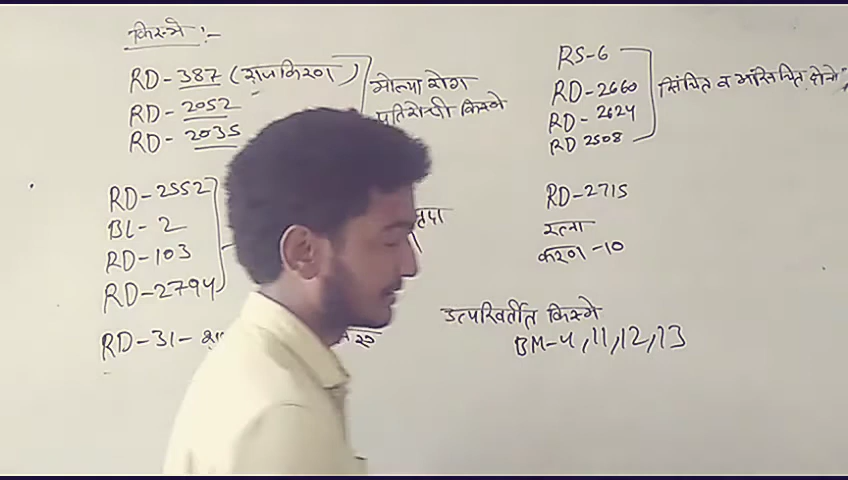 किस्मे :-
RD-387 (राजकिरण)
RD-2052
RD-2035
मोल्या रोग
प्रतिरोधी किस्मे
RD-2552
BL-2
RD-103
RD-2794
मृदा
RD-31-
RS-6
RD-2660
RD-2624
RD 2508
सिंचित व असिंचित क्षेत्रो
RD-2715
रत्ना
करण-10
उत्परिवर्तीत किस्मे
BM-4,11,12,13